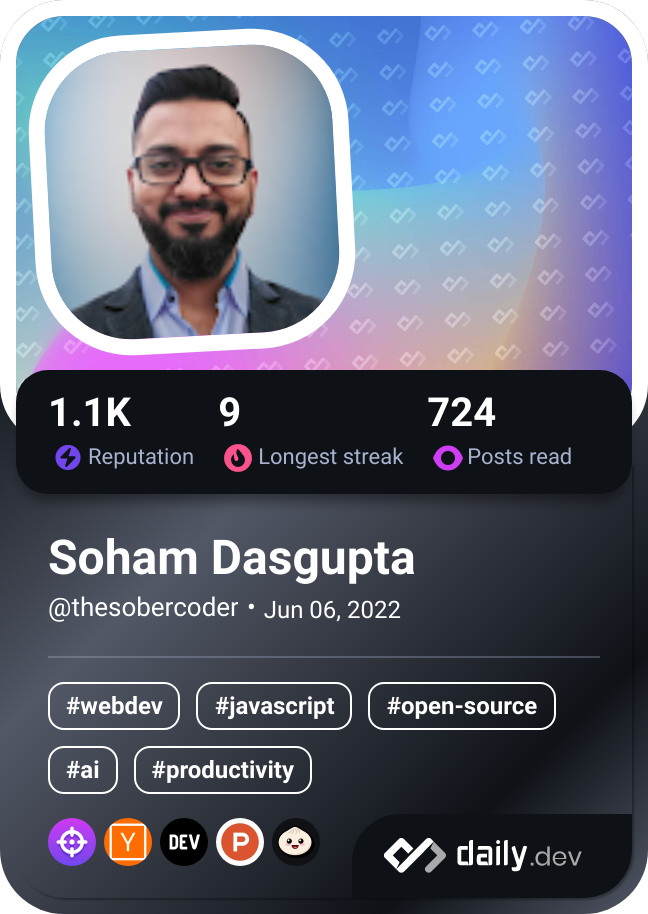 1.1K 9 724
Reputation Longest streak Posts read
Soham Dasgupta
@thesobercoder • Jun 06, 2022
#webdev #javascript #open-source
#ai #productivity
Y DEV P daily.dev